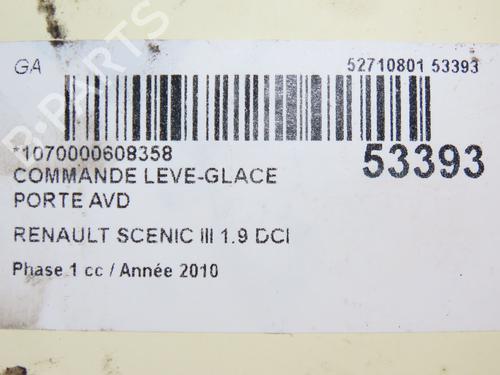 GA
52710801 53393
*1070000608358
53393
COMMANDE LEVE-GLACE
PORTE AVD
RENAULT SCENIC III 1.9 DCI
Phase 1 cc / Année 2010
B-PARTS